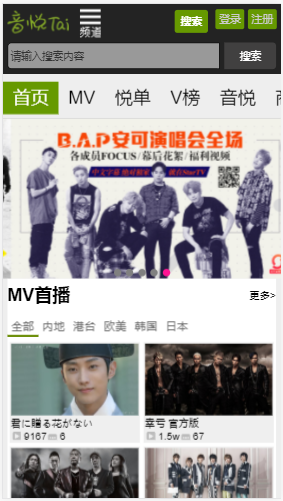 音悦Tai
频道
搜索
登录
注册
请输入搜索内容
搜索
首页 MV 悦单 V榜 音悦 商
B.A.P安可演唱会全场
各成员FOCUS/幕后花絮/福利视频
MV首播
更多>
全部 内地 港台 欧美 韩国 日本
君に贈る花がない
9167 6
幸号 官方版
1.5w 67